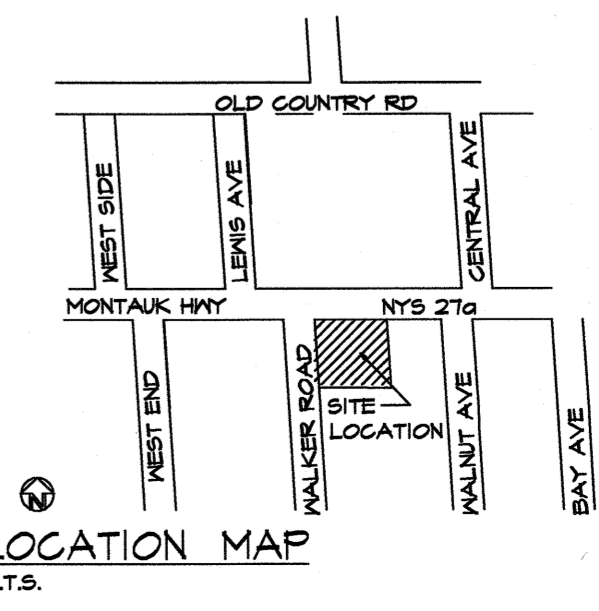 OLD COUNTRY RD
WEST SIDE
LEWIS AVE
CENTRAL AVE
MONTAUK HWY
NYS 27a
WEST END
WALKER ROAD
SITE
LOCATION
WALNUT AVE
BAY AVE
N
LOCATION MAP
.T.S.